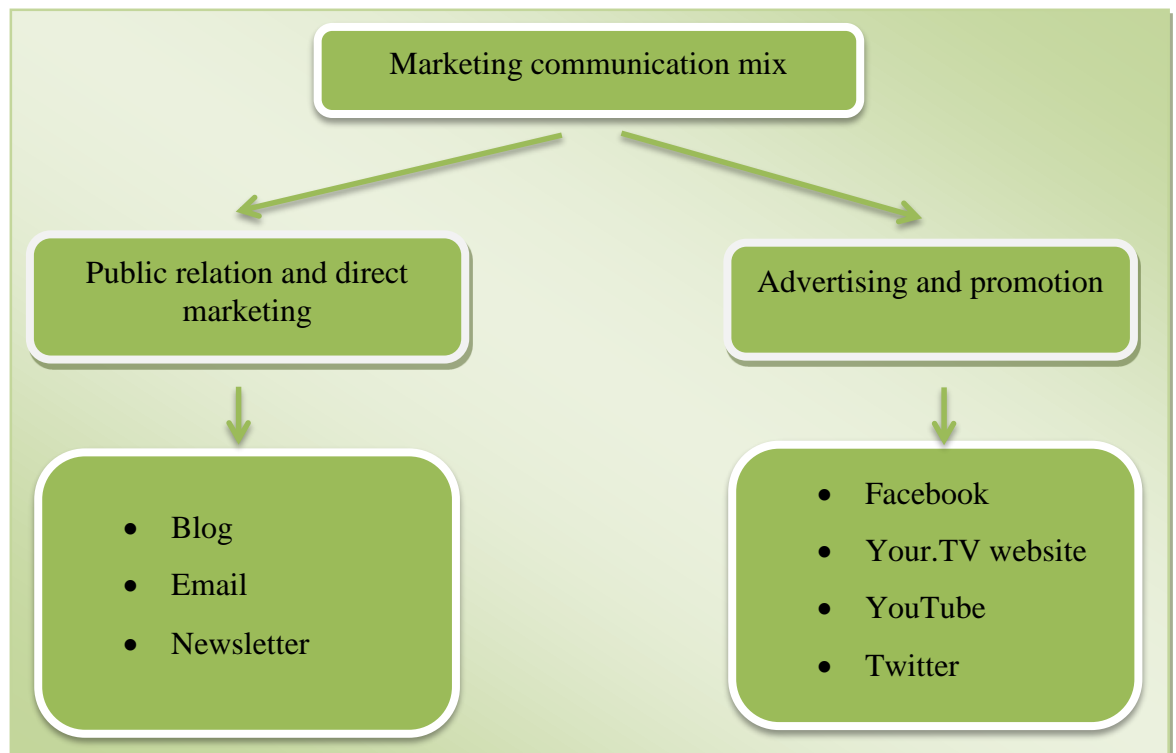 Marketing communication mix
Public relation and direct
marketing
Advertising and promotion
• Blog
• Email
• Newsletter
• Facebook
• Your.TV website
• YouTube
• Twitter